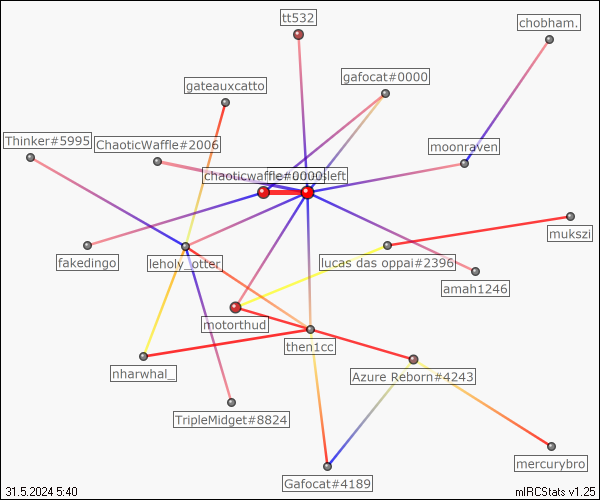 tt532
chobham.
gafocat#0000
gateauxcatto
Thinker#5995
ChaoticWaffle#2006
moonraven
chaoticwaffle#0000
sleft
mukszi
fakedingo
leholy_otter
lucas das oppai#2396
amah1246
motorthud
then1cc
nharwhal_
Azure Reborn#4243
TripleMidget#8824
mercurybro
Gafocat#4189
31.5.2024 5:40
mIRCStats v1.25